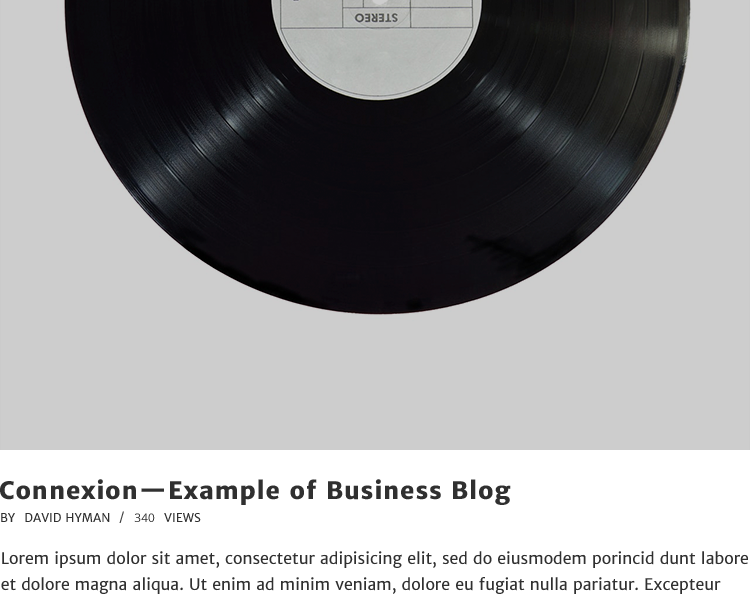 STEREO
Connexion—Example of Business Blog
BY DAVID HYMAN / 340 VIEWS
Lorem ipsum dolor sit amet, consectetur adipisicing elit, sed do eiusmodem porincid dunt labore
et dolore magna aliqua. Ut enim ad minim veniam, dolore eu fugiat nulla pariatur. Excepteur